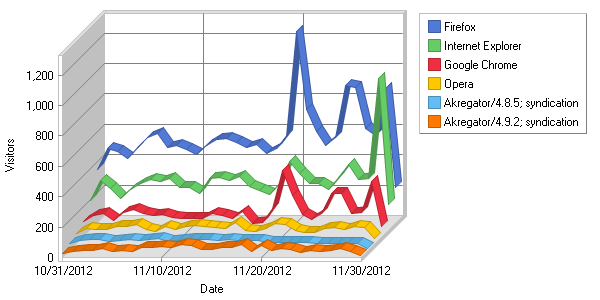 Firefox
Internet Explorer
Google Chrome
Opera
Akregator/4.8.5; syndication
Akregator/4.9.2; syndication
Visitors
1,200
1,000
800
600
400
200
0
10/31/2012 11/10/2012 11/20/2012 11/30/2012
Date